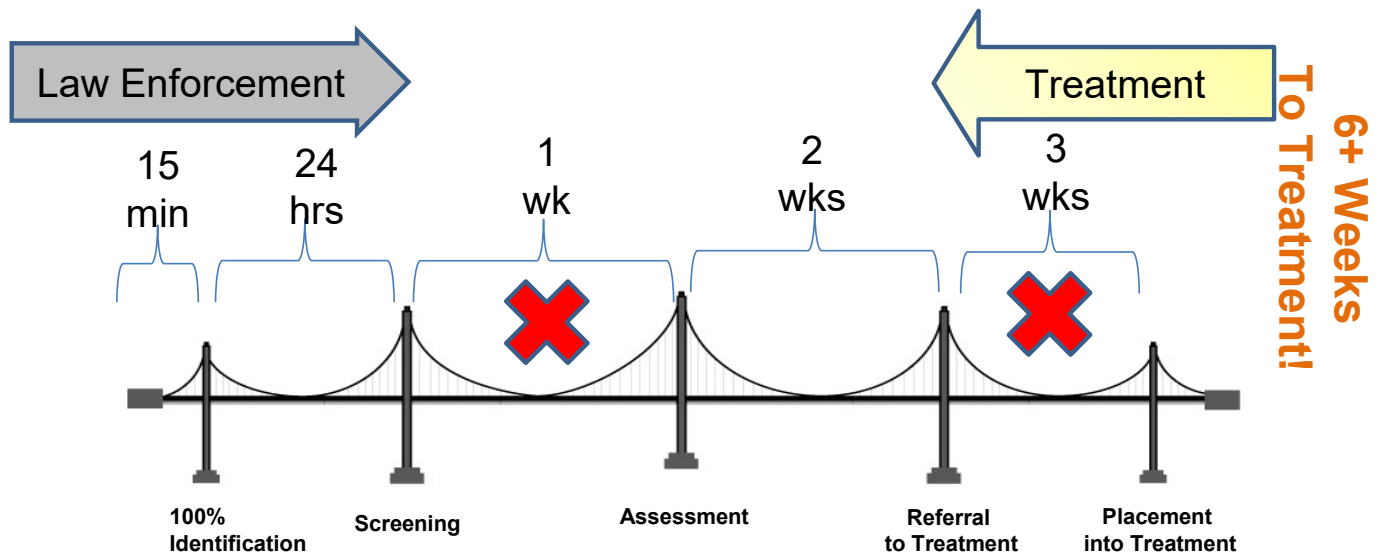 Law Enforcement
Treatment
6+ Weeks
To Treatment!
15
min
24
hrs
1
wk
2
wks
3
wks
100%
Identification
Screening
Assessment
Referral
to Treatment
Placement
into Treatment